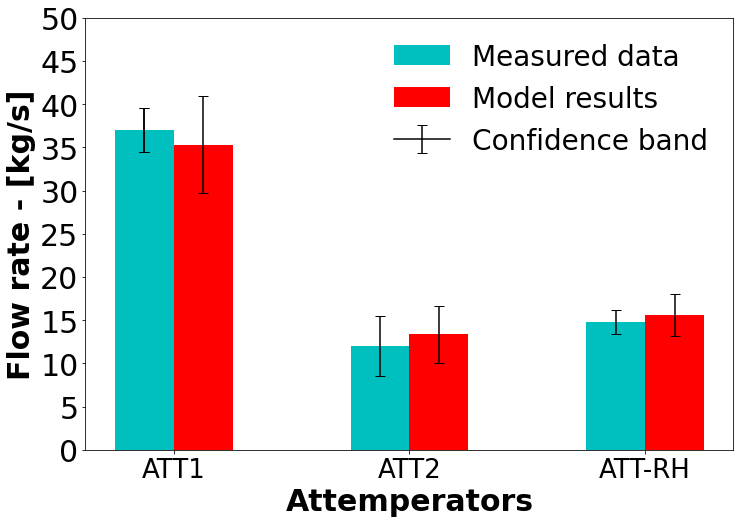 50
45
40
35
30
25
20
15
10
5
0
Flow rate - [kg/s]
Measured data
Model results
Confidence band
ATT1 ATT2 ATT-RH
Attemperators